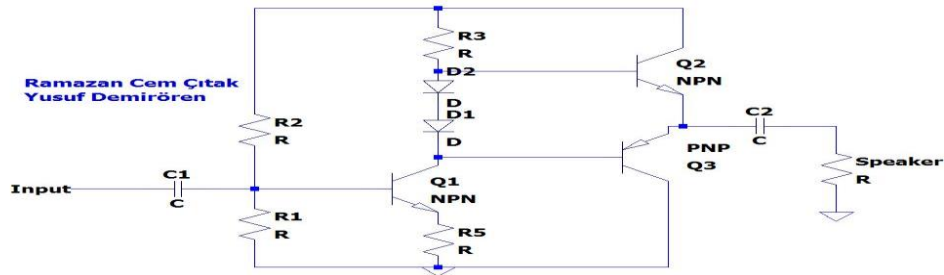 Ramazan Cem Çıtak
Yusuf Demirören
R3
R
D2
D
D1
D
Q2
NPN
R2
R
C2
C
PNP
Q3
Speaker
R
Input
C1
C
Q1
NPN
R1
R
R5
R